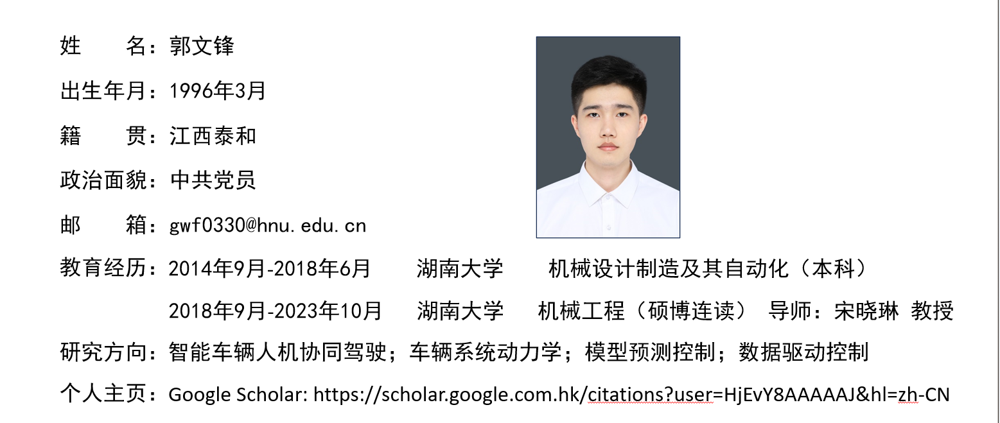 姓　　名：郭文锋
出生年月：1996年3月
籍　　贯：江西泰和
政治面貌：中共党员
邮　　箱：gwf0330@hnu.edu.cn
教育经历：2014年9月-2018年6月　　湖南大学　　机械设计制造及其自动化（本科）
2018年9月-2023年10月　　湖南大学　　机械工程（硕博连读）　导师：宋晓琳 教授
研究方向：智能车辆人机协同驾驶；车辆系统动力学；模型预测控制；数据驱动控制
个人主页：Google Scholar: https://scholar.google.com.hk/citations?user=HjEvY8AAAAAJ&hl=zh-CN